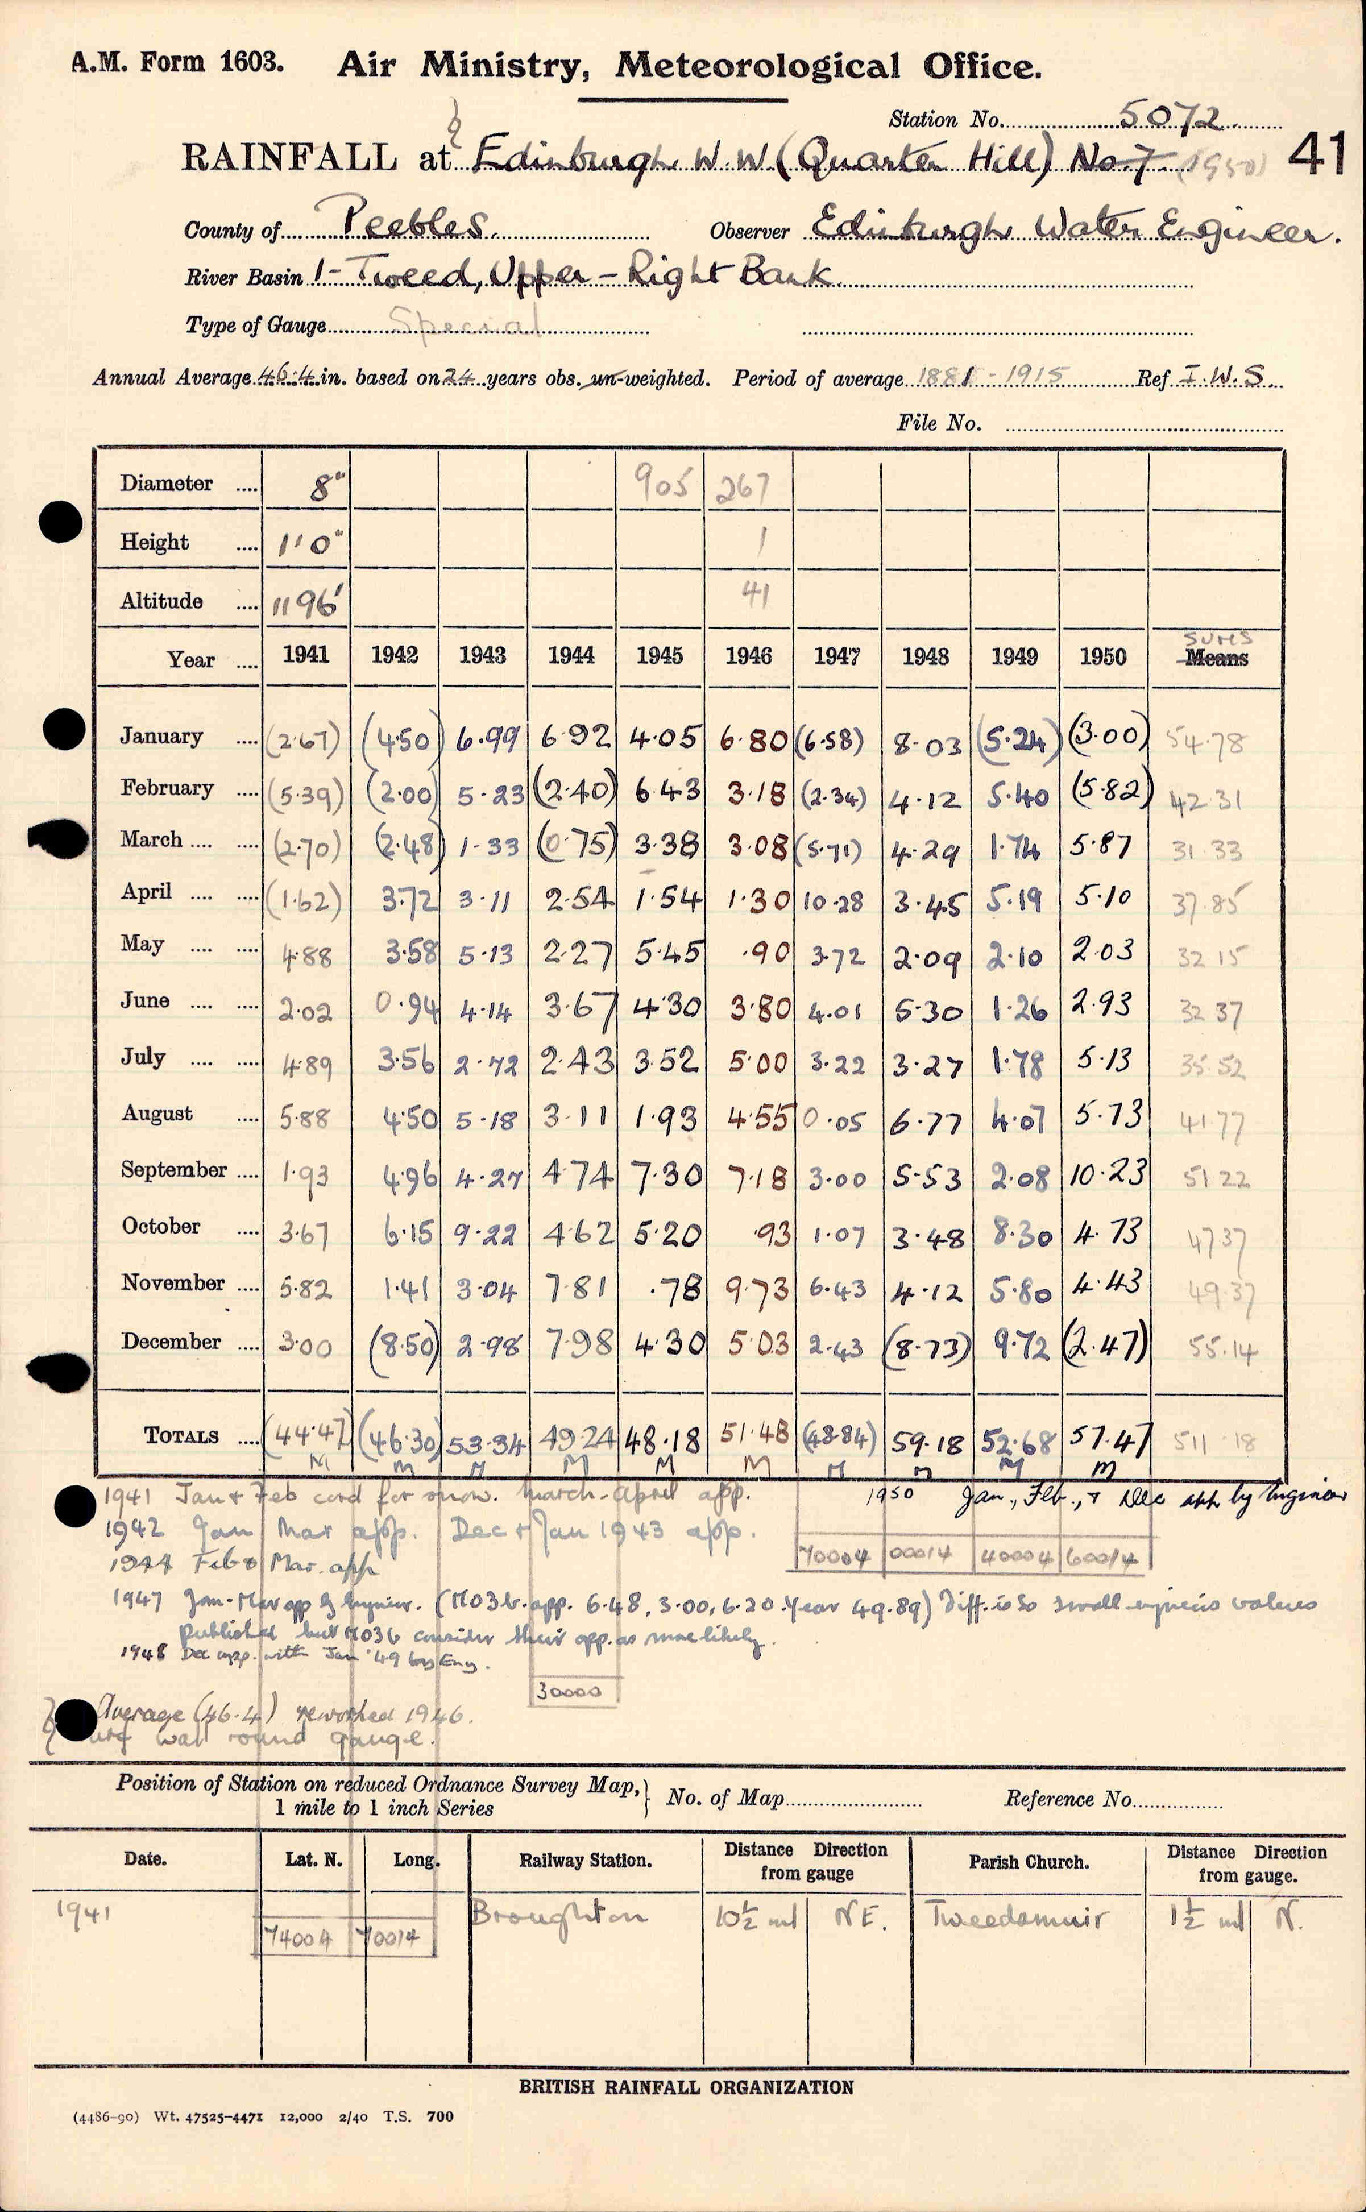 A.M. Form 1603. Air Ministry, Meteorological Office.
Station No. 5072
RAINFALL at Edinburgh W.W. (Quarter Hill) No. 7 (1950) 41
County of Peebles. Observer Edinburgh Water Engineer.
River Basin 1-Tweed, Upper - Right Bank
Type of Gauge Special
Annual Average 46.4 in. based on 24 years obs. un-weighted. Period of average 1881-1915 Ref I.W.S.
File No.
Diameter 8" 905 267
Height 1'0" 1
Altitude 1196' 41
SUMS
Year 1941 1942 1943 1944 1945 1946 1947 1948 1949 1950 Means
January (2.67) (4.50) 6.99 6.92 4.05 6.80 (6.58) 8.03 (5.24) (3.00) 54.78
February (5.39) (2.00) 5.23 (2.40) 6.43 3.18 (2.34) 4.12 5.40 (5.82) 42.31
March (2.70) (2.48) 1.33 (0.75) 3.38 3.08 (5.71) 4.29 1.74 5.87 31.33
April (1.62) 3.72 3.11 2.54 1.54 1.30 10.28 3.45 5.19 5.10 37.85
May 4.88 3.58 5.13 2.27 5.45 .90 3.72 2.09 2.10 2.03 32.15
June 2.02 0.94 4.14 3.67 4.30 3.80 4.01 5.30 1.26 2.93 32.37
July 4.89 3.56 2.72 2.43 3.52 5.00 3.22 3.27 1.78 5.13 35.52
August 5.88 4.50 5.18 3.11 1.93 4.55 0.05 6.77 4.07 5.73 41.77
September 1.93 4.96 4.27 4.74 7.30 7.18 3.00 5.53 2.08 10.23 51.22
October 3.67 6.15 9.22 4.62 5.20 .93 1.07 3.48 8.30 4.73 47.37
November 5.82 1.41 3.04 7.81 .78 9.73 6.43 4.12 5.80 4.43 49.37
December 3.00 (8.50) 2.98 7.98 4.30 5.03 2.43 (8.73) 9.72 (2.47) 55.14
TOTALS (44.47) (46.30) 53.34 49.24 48.18 51.48 (48.84) 59.18 52.68 57.47 511.18
M M M M M M M M M M
1941 Jan + Feb cord for snow. March-April app. 1950 Jan., Feb., + Dec app. by Engineer
1942 Jan Mar app. Dec + Jan 1943 app.
70004 00014 40004 60014
1944 Feb & Mar. app
1947 Jan-Mar app by Engineer. (M03b. app. 6.48, 3.00, 6.20. Year 49.89) Diff. is so small engineers values
published but M03b consider their app. as more likely.
1948 Dec app. with Jan '49 by Eng.
30000
Average (46.4) reworked 1946.
wall round gauge.
Position of Station on reduced Ordnance Survey Map, 1 mile to 1 inch Series No. of Map Reference No.
Date. Lat. N. Long. Railway Station. Distance Direction from gauge Parish Church. Distance Direction from gauge.
1941 Broughton 10½ ml NE. Tweedsmuir 1½ ml N.
74004 70014
BRITISH RAINFALL ORGANIZATION
(4486-90) Wt. 47525-4471 12,000 2/40 T.S. 700